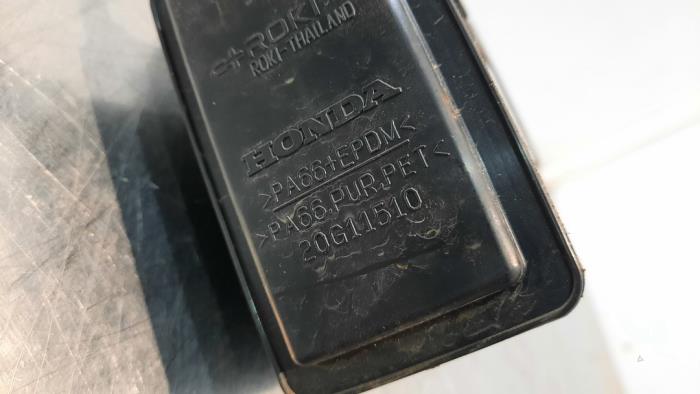 ROKI
ROKI-THAILAND
HONDA
>PA66+EPDM<
>PA66,PUR,PET<
20G11510